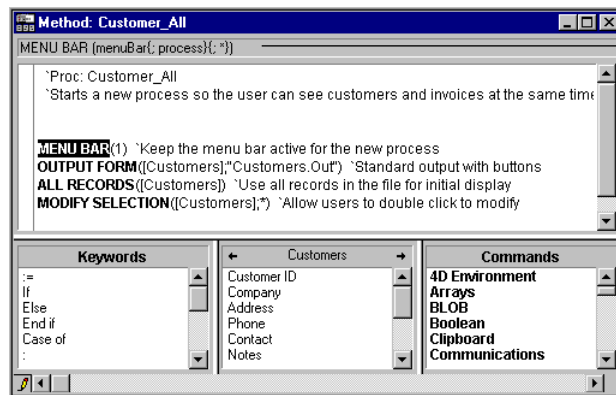 Method: Customer_All
MENU BAR (menuBar{; process}{; *})
`Proc: Customer_All
`Starts a new process so the user can see customers and invoices at the same time
MENU BAR(1) `Keep the menu bar active for the new process
OUTPUT FORM([Customers];"Customers.Out") `Standard output with buttons
ALL RECORDS([Customers]) `Use all records in the file for initial display
MODIFY SELECTION([Customers];*) `Allow users to double click to modify
Keywords
:=
If
Else
End if
Case of
:
← Customers →
Customer ID
Company
Address
Phone
Contact
Notes
Commands
4D Environment
Arrays
BLOB
Boolean
Clipboard
Communications